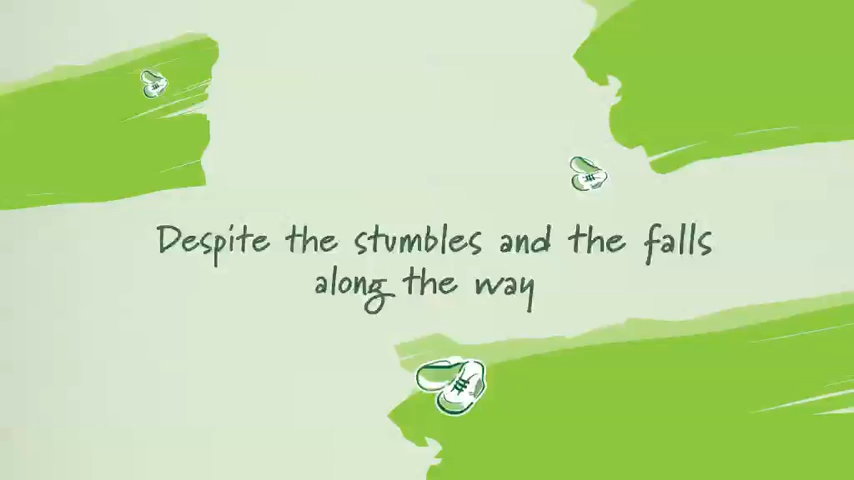 Despite the stumbles and the falls
along the way